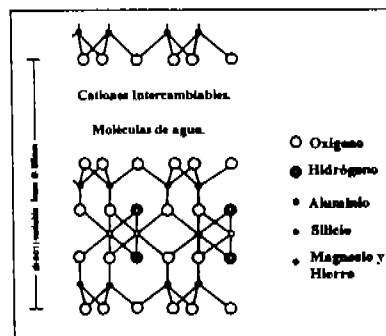 Cationes Intercambiables.
Moléculas de agua.
Oxígeno
Hidrógeno
Aluminio
Silicio
Magnesio y
Hierro